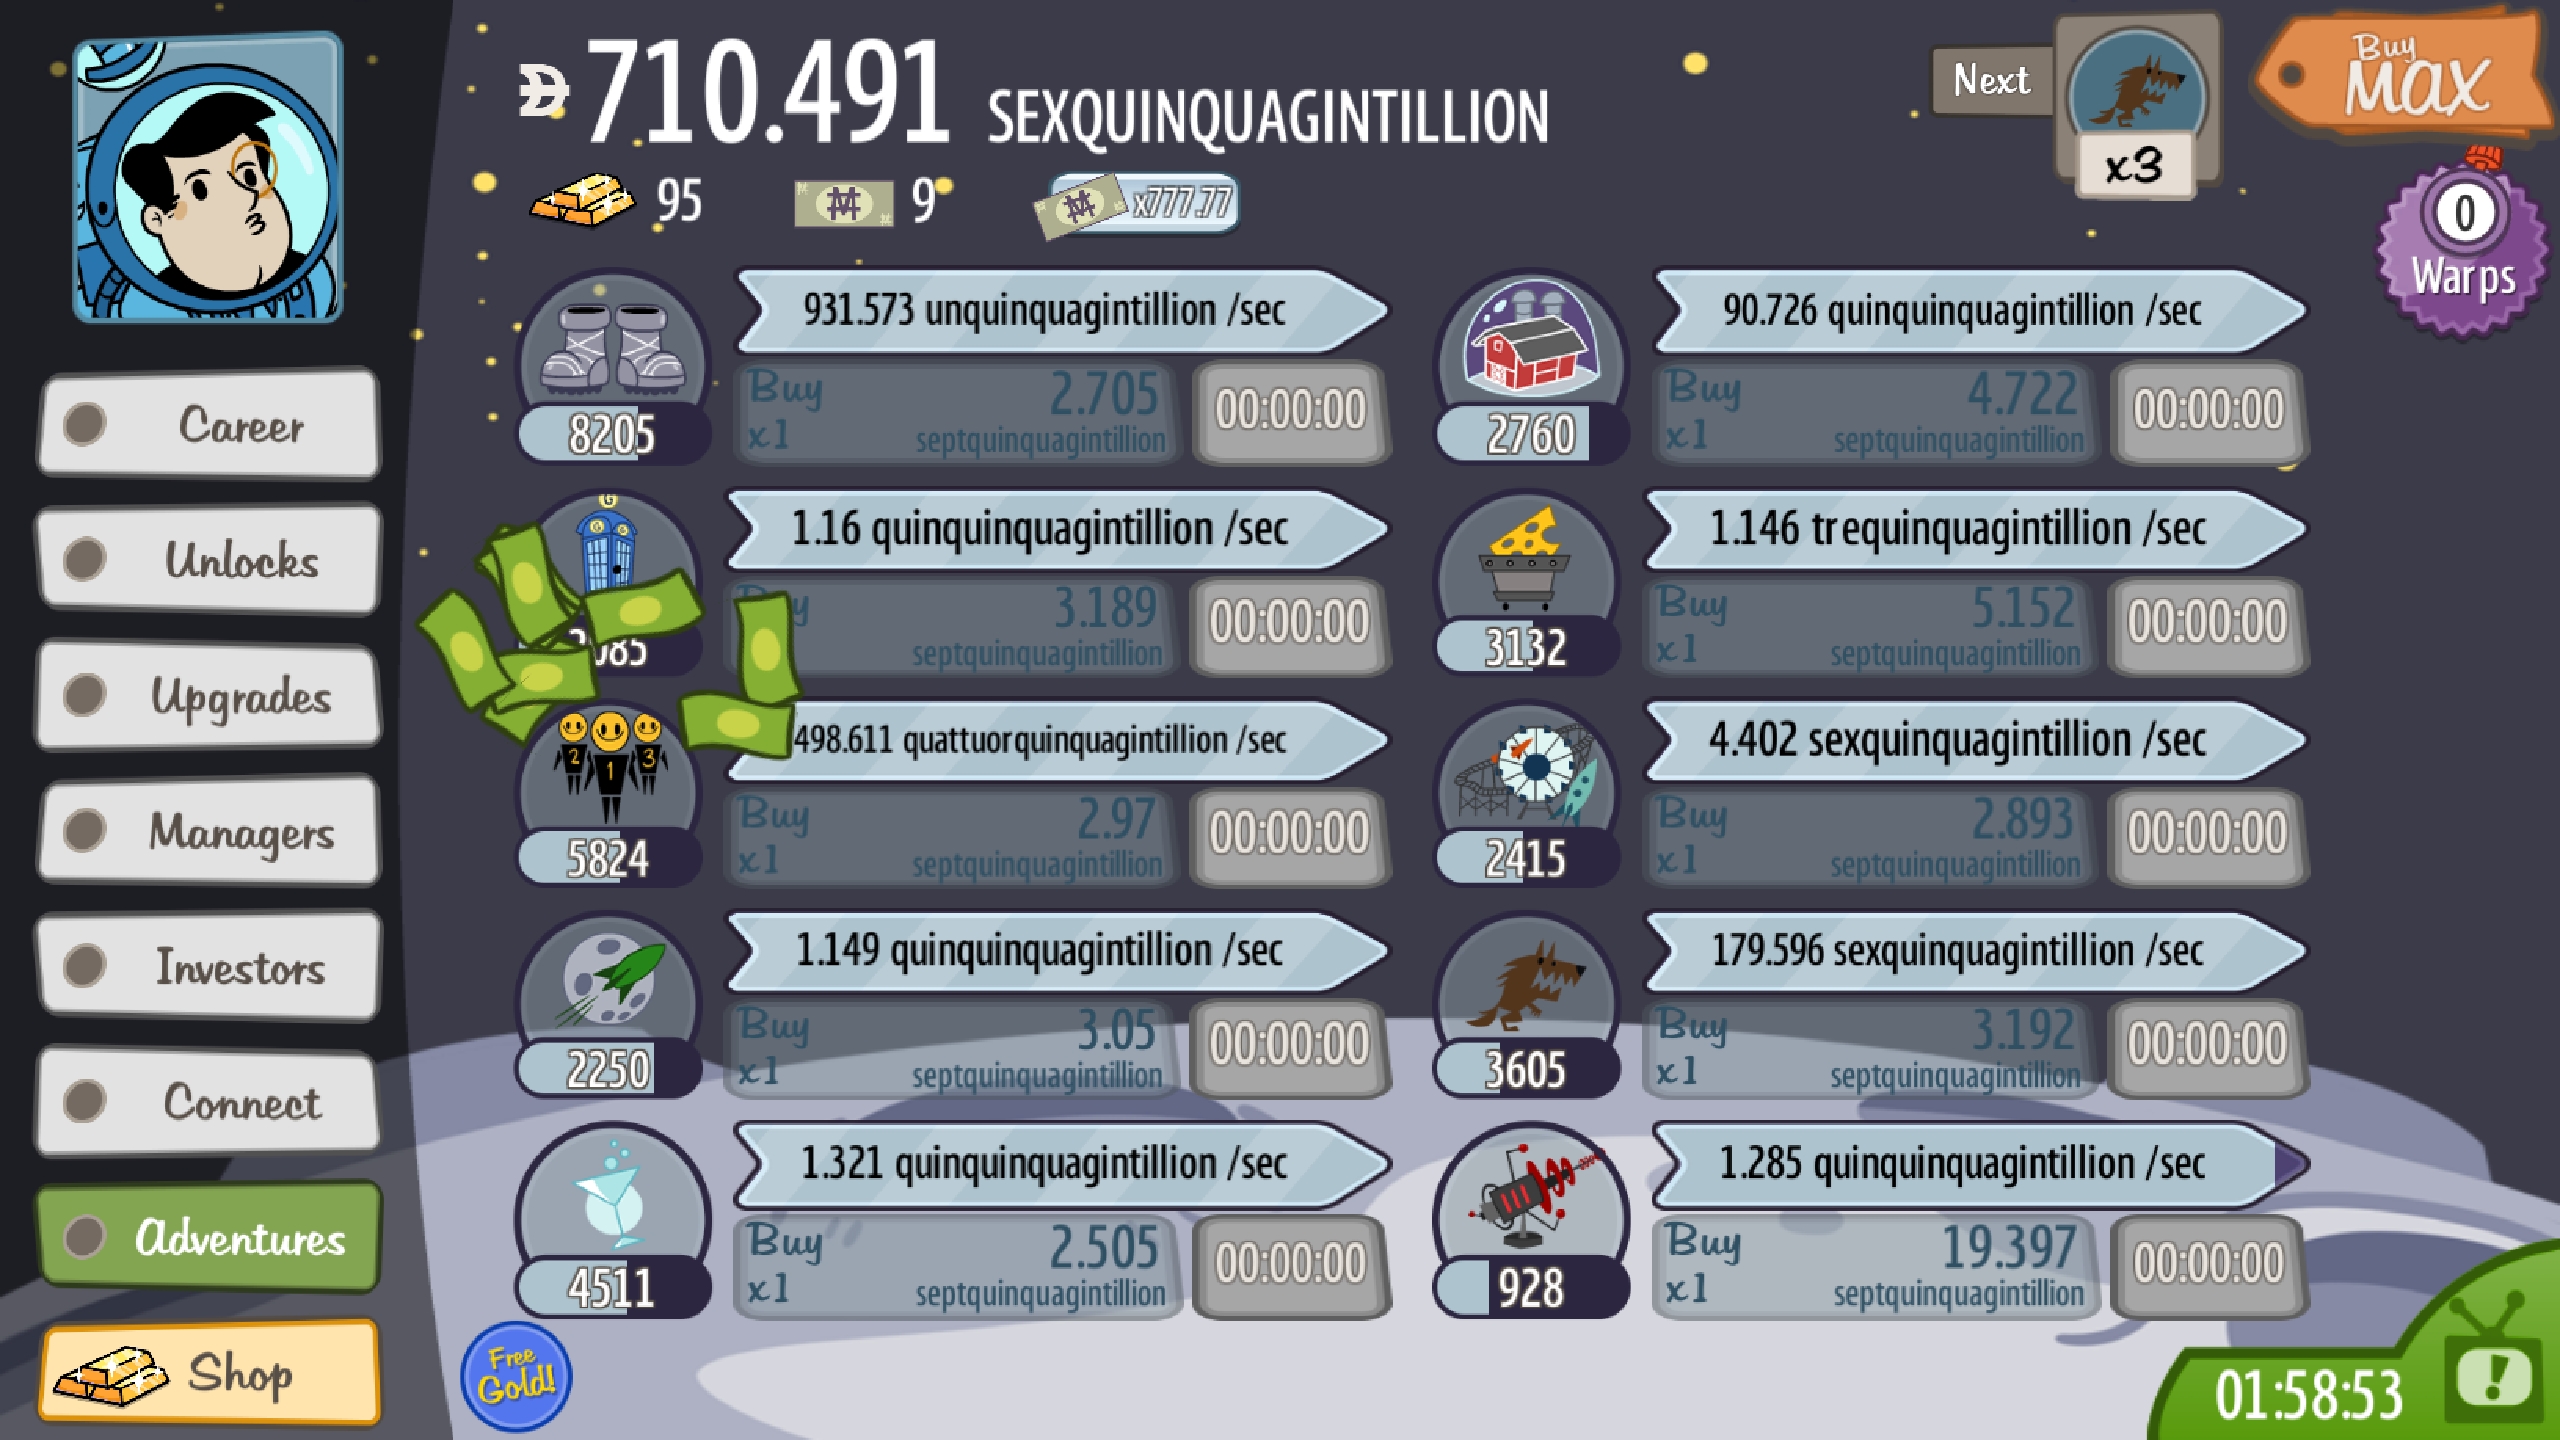 710.491 SEXQUINQUAGINTILLION
Next
x3
Buy
MAX
95
9
x777.77
0
Warps
Career
Unlocks
Upgrades
Managers
Investors
Connect
Adventures
Shop
931.573 unquinquagintillion /sec
8205
Buy
x1
2.705
septquinquagintillion
00:00:00
90.726 quinquinquagintillion /sec
2760
Buy
x1
4.722
septquinquagintillion
00:00:00
G
G G
1.16 quinquinquagintillion /sec
3.189
septquinquagintillion
00:00:00
1.146 trequinquagintillion /sec
3132
Buy
x1
5.152
septquinquagintillion
00:00:00
2 1 3
498.611 quattuorquinquagintillion /sec
5824
Buy
x1
2.97
septquinquagintillion
00:00:00
4.402 sexquinquagintillion /sec
2415
Buy
x1
2.893
septquinquagintillion
00:00:00
1.149 quinquinquagintillion /sec
2250
Buy
x1
3.05
septquinquagintillion
00:00:00
179.596 sexquinquagintillion /sec
3605
Buy
x1
3.192
septquinquagintillion
00:00:00
1.321 quinquinquagintillion /sec
4511
Buy
x1
2.505
septquinquagintillion
00:00:00
1.285 quinquinquagintillion /sec
928
Buy
x1
19.397
septquinquagintillion
00:00:00
Free
Gold!
01:58:53
!